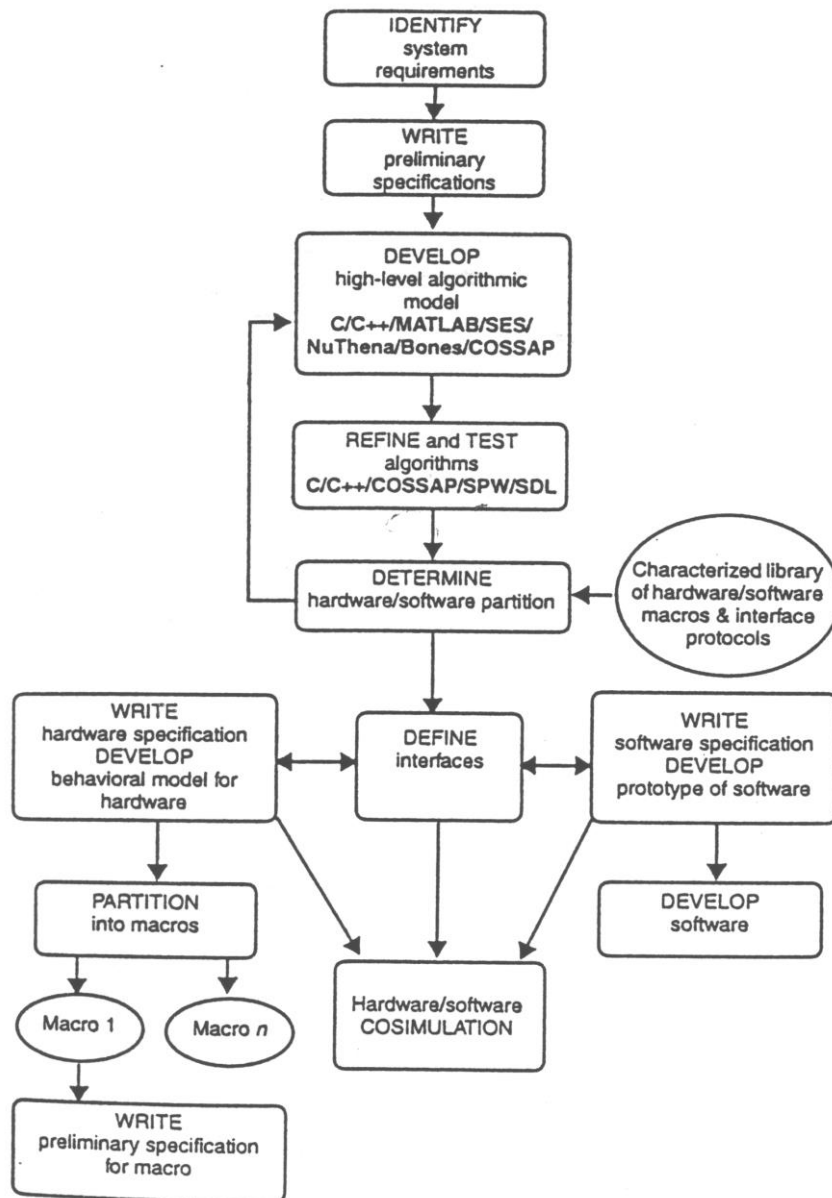 IDENTIFY
system
requirements
WRITE
preliminary
specifications
DEVELOP
high-level algorithmic
model
C/C++/MATLAB/SES/
NuThena/Bones/COSSAP
REFINE and TEST
algorithms
C/C++/COSSAP/SPW/SDL
DETERMINE
hardware/software partition
Characterized library
of hardware/software
macros & interface
protocols
WRITE
hardware specification
DEVELOP
behavioral model for
hardware
DEFINE
interfaces
WRITE
software specification
DEVELOP
prototype of software
PARTITION
into macros
DEVELOP
software
Macro 1
Macro n
Hardware/software
COSIMULATION
WRITE
preliminary specification
for macro